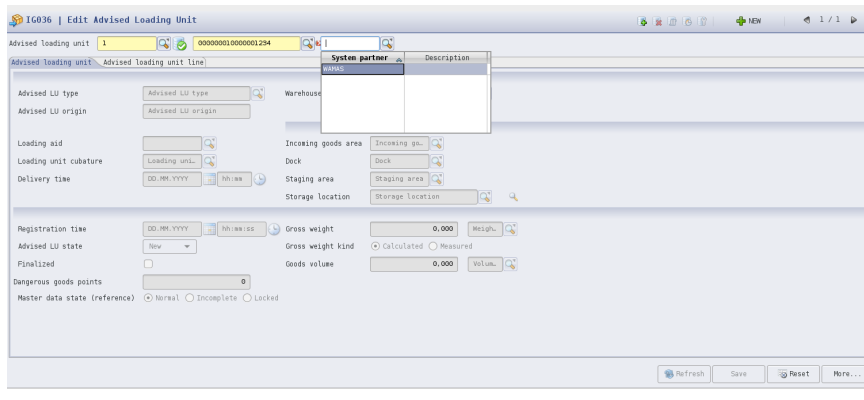 IG036 | Edit Advised Loading Unit
NEW
1 / 1
Advised loading unit 1 000000010000001234
System partner Description
WAMAS
Advised loading unit Advised loading unit line
Advised LU type Advised LU type Warehouse
Advised LU origin Advised LU origin
Loading aid Incoming goods area Incoming go…
Loading unit cubature Loading uni… Dock Dock
Delivery time DD.MM.YYYY hh:mm Staging area Staging area
Storage location Storage location
Registration time DD.MM.YYYY hh:mm:ss Gross weight 0,000 Weigh…
Advised LU state New Gross weight kind Calculated Measured
Finalized Goods volume 0,000 Volum…
Dangerous goods points 0
Master data state (reference) Normal Incomplete Locked
Refresh Save Reset More...